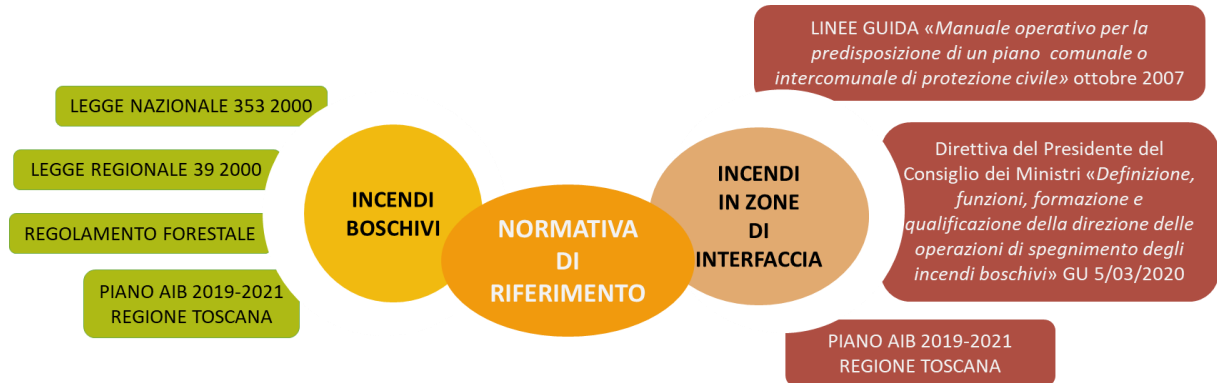 LEGGE NAZIONALE 353 2000
LEGGE REGIONALE 39 2000
REGOLAMENTO FORESTALE
PIANO AIB 2019-2021
REGIONE TOSCANA
INCENDI
BOSCHIVI
NORMATIVA
DI
RIFERIMENTO
INCENDI
IN ZONE
DI
INTERFACCIA
LINEE GUIDA «Manuale operativo per la
predisposizione di un piano comunale o
intercomunale di protezione civile» ottobre 2007
Direttiva del Presidente del
Consiglio dei Ministri «Definizione,
funzioni, formazione e
qualificazione della direzione delle
operazioni di spegnimento degli
incendi boschivi» GU 5/03/2020
PIANO AIB 2019-2021
REGIONE TOSCANA